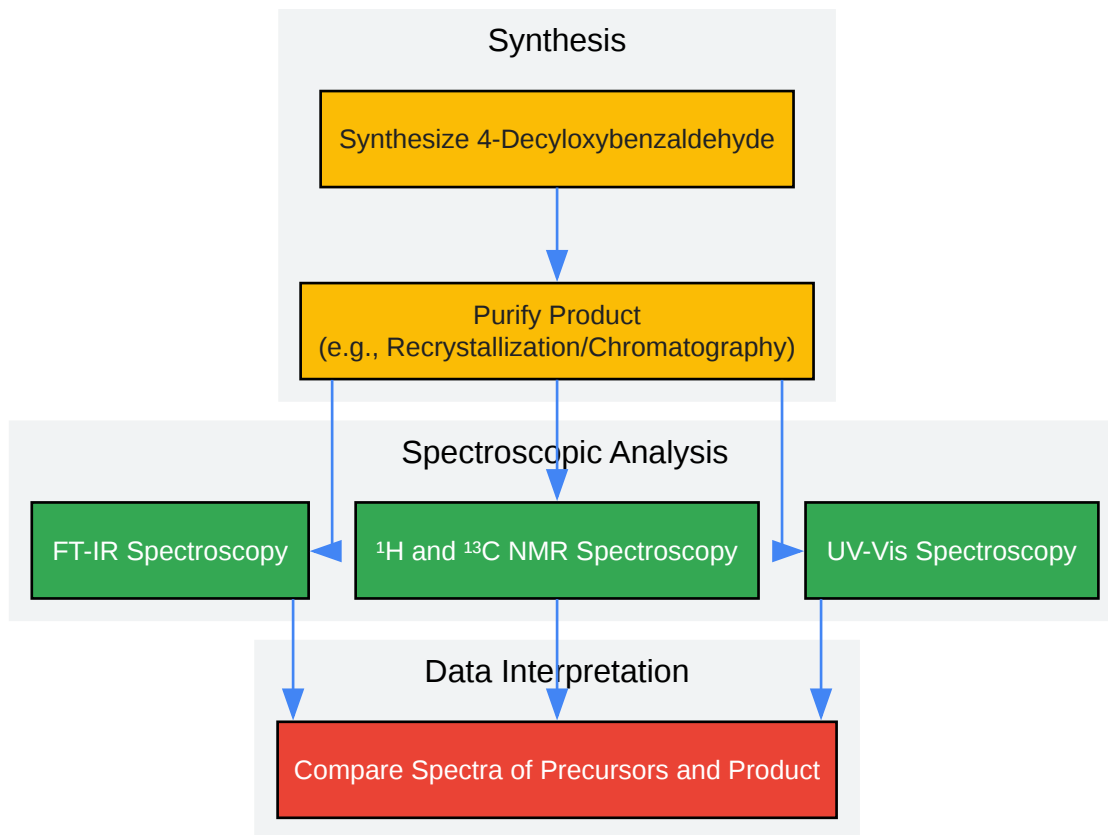 Synthesis
Synthesize 4-Decyloxybenzaldehyde
Purify Product
(e.g., Recrystallization/Chromatography)
Spectroscopic Analysis
FT-IR Spectroscopy
¹H and ¹³C NMR Spectroscopy
UV-Vis Spectroscopy
Data Interpretation
Compare Spectra of Precursors and Product